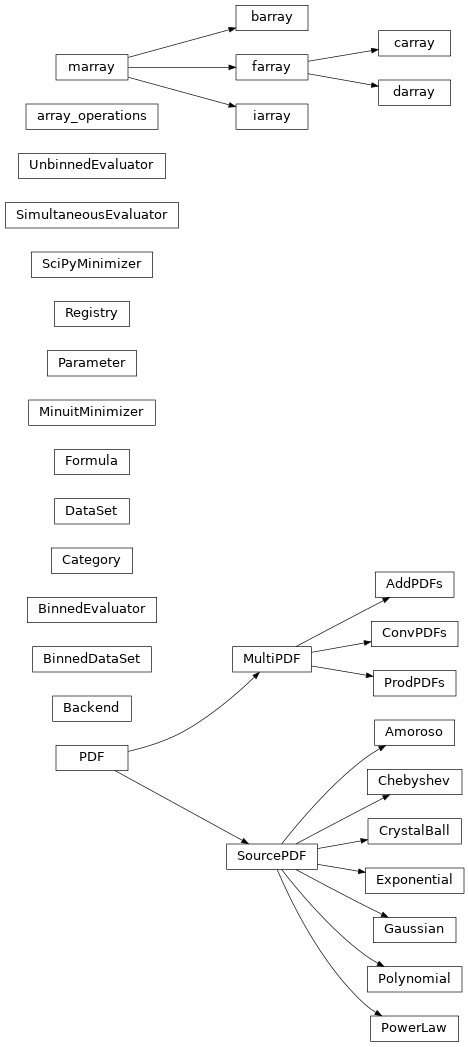 barray
carray
marray
farray
darray
iarray
array_operations
UnbinnedEvaluator
SimultaneousEvaluator
SciPyMinimizer
Registry
Parameter
MinuitMinimizer
Formula
DataSet
Category
AddPDFs
BinnedEvaluator
ConvPDFs
BinnedDataSet
MultiPDF
ProdPDFs
Backend
Amoroso
PDF
Chebyshev
CrystalBall
SourcePDF
Exponential
Gaussian
Polynomial
PowerLaw